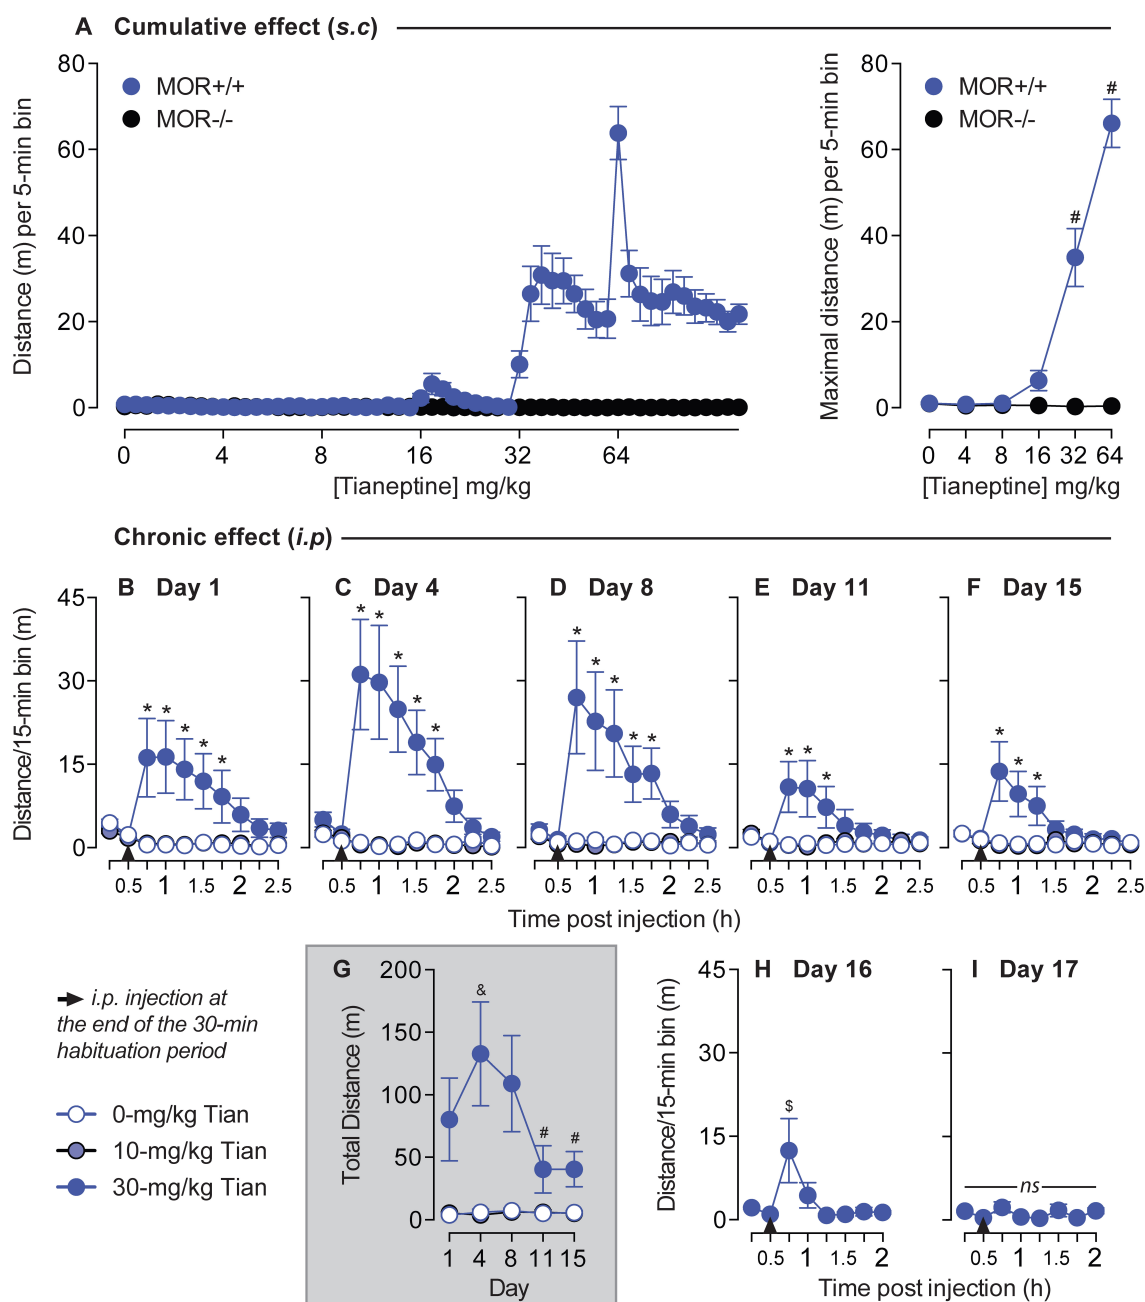 A Cumulative effect (s.c)
Distance (m) per 5-min bin
80
60
40
20
0
MOR+/+
MOR-/-
0 4 8 16 32 64
[Tianeptine] mg/kg
Maximal distance (m) per 5-min bin
80
60
40
20
0
MOR+/+
MOR-/-
#
#
0 4 8 16 32 64
[Tianeptine] mg/kg
Chronic effect (i.p)
B Day 1
C Day 4
D Day 8
E Day 11
F Day 15
Distance/15-min bin (m)
45
30
15
0
* * * * *
* * * * *
* * * * *
* * *
* * *
0.5 1 1.5 2 2.5
0.5 1 1.5 2 2.5
0.5 1 1.5 2 2.5
0.5 1 1.5 2 2.5
0.5 1 1.5 2 2.5
Time post injection (h)
i.p. injection at
the end of the 30-min
habituation period
0-mg/kg Tian
10-mg/kg Tian
30-mg/kg Tian
G
Total Distance (m)
200
150
100
50
0
&
# #
1 4 8 11 15
Day
H Day 16
I Day 17
Distance/15-min bin (m)
45
30
15
0
$
ns
0.5 1 1.5 2
0.5 1 1.5 2
Time post injection (h)